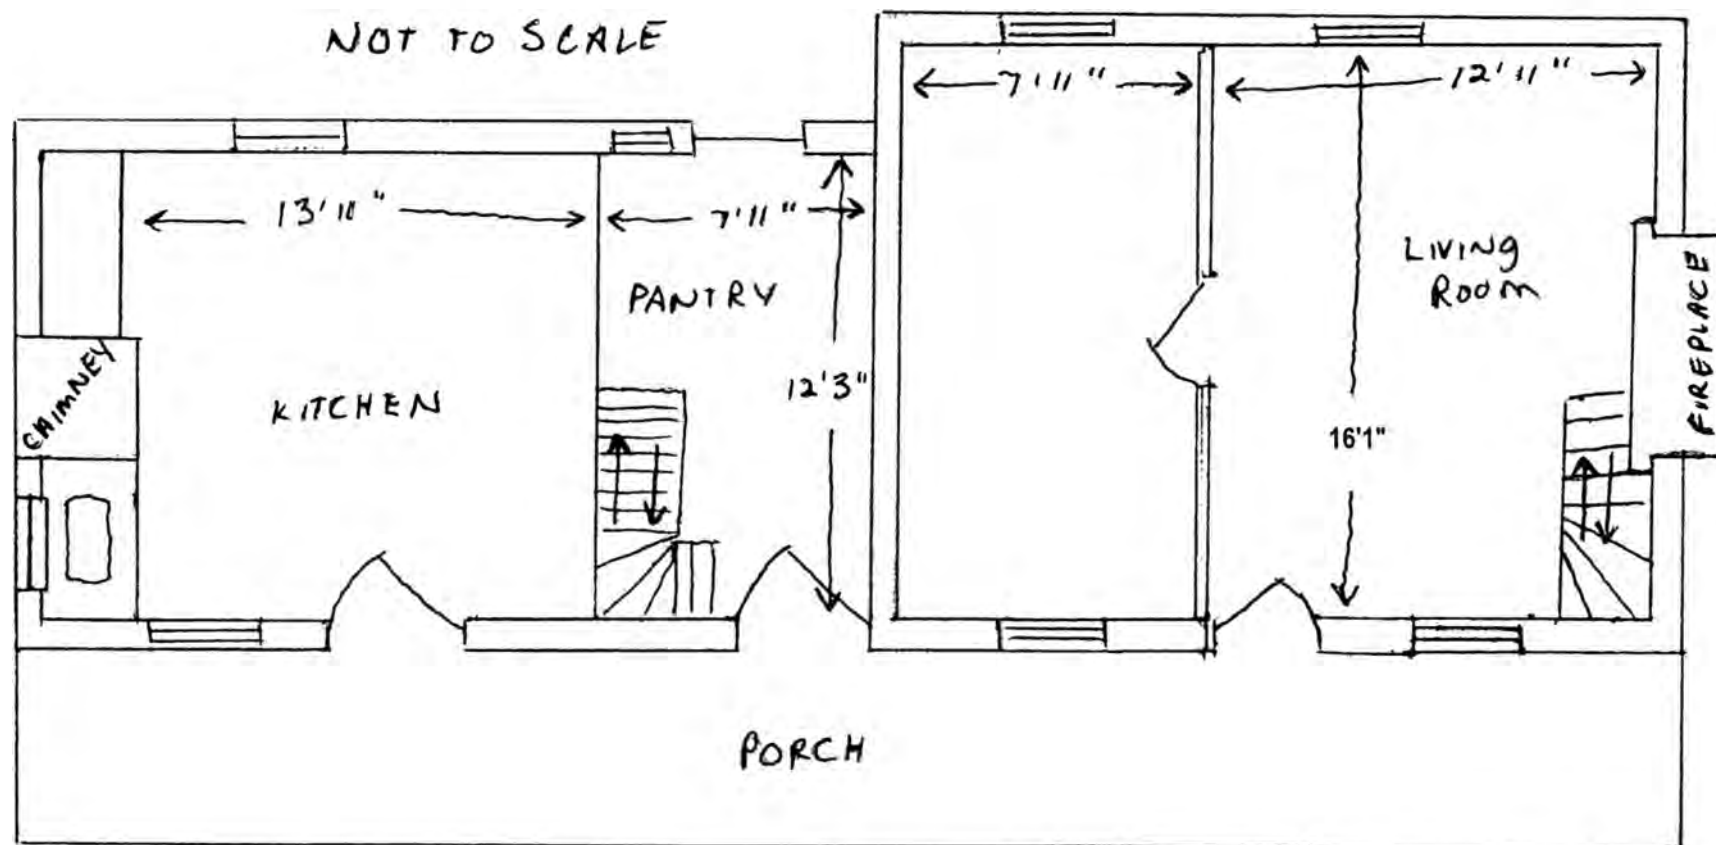 NOT TO SCALE
7'11"
12'11"
13'10"
7'11"
LIVING
ROOM
PANTRY
FIREPLACE
CHIMNEY
12'3"
KITCHEN
16'1"
PORCH